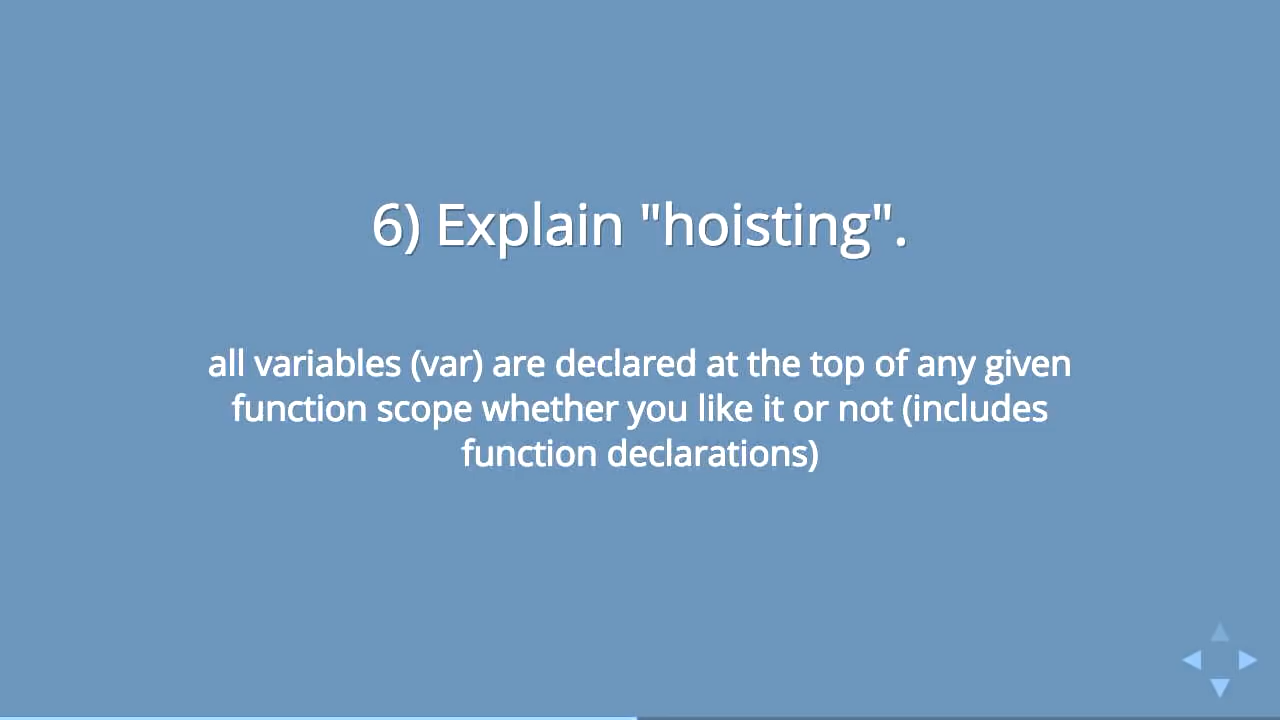 6) Explain "hoisting".
all variables (var) are declared at the top of any given
function scope whether you like it or not (includes
function declarations)